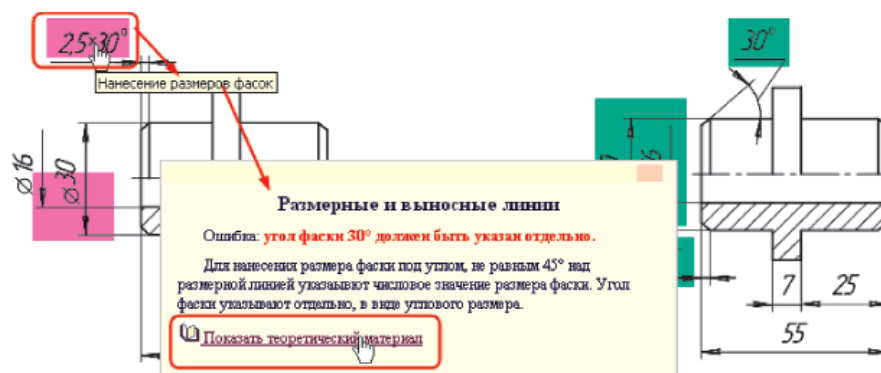 2,5×30°
Нанесение размеров фасок
30°
⌀16
⌀30
Размерные и выносные линии
Ошибка: угол фаски 30° должен быть указан отдельно.
Для нанесения размера фаски под углом, не равным 45° над
размерной линией указаывют числовое значение размера фаски. Угол
фаски указывают отдельно, в виде углового размера.
Показать теоретический материал
7
25
55